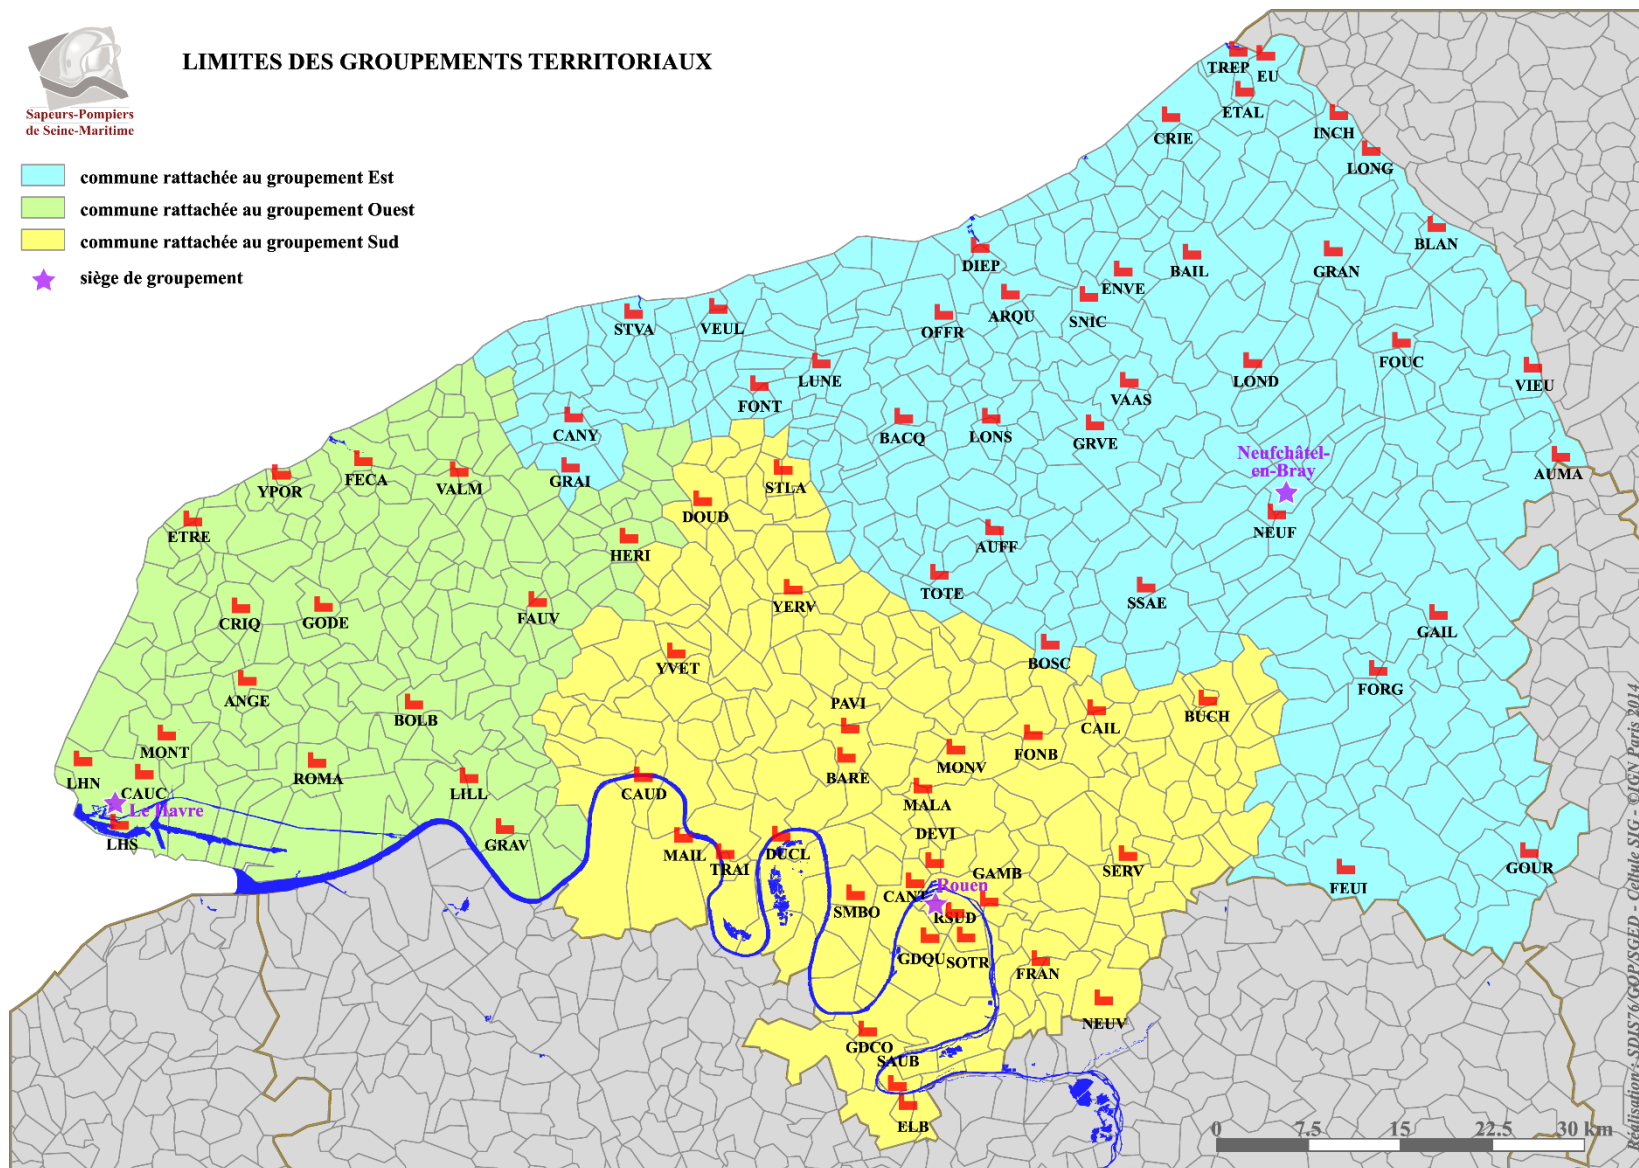 LIMITES DES GROUPEMENTS TERRITORIAUX
Sapeurs-Pompiers
de Seine-Maritime
commune rattachée au groupement Est
commune rattachée au groupement Ouest
commune rattachée au groupement Sud
siège de groupement
TREP
EU
ETAL
CRIE
INCH
LONG
BLAN
DIEP
ENVE
BAIL
GRAN
STVA
VEUL
OFFR
ARQU
SNIC
LUNE
FONT
VAAS
LOND
FOUC
VIEU
CANY
BACQ
LONS
GRVE
Neufchâtel-
en-Bray
AUMA
GRAI
YPOR
FECA
VALM
STLA
DOUD
ETRE
HERI
AUFF
NEUF
TOTE
SSAE
YERV
CRIQ
GODE
FAUV
GAIL
BOSC
YVET
FORG
ANGE
BOLB
PAVI
CAIL
BUCH
MONT
FONB
LHN
CAUC
ROMA
LILL
CAUD
BARE
MONV
MALA
Le Havre
LHS
GRAV
MAIL
TRAI
DUCL
DEVI
GAMB
SERV
FEUI
GOUR
CANT
Rouen
SMBO
RSUD
GDQU
SOTR
FRAN
NEUV
GDCO
SAUB
ELB
0
7.5
15
22.5
30 km
Réalisation : SDIS76/GOP/SGED - Cellule SIG - ©IGN Paris 2014